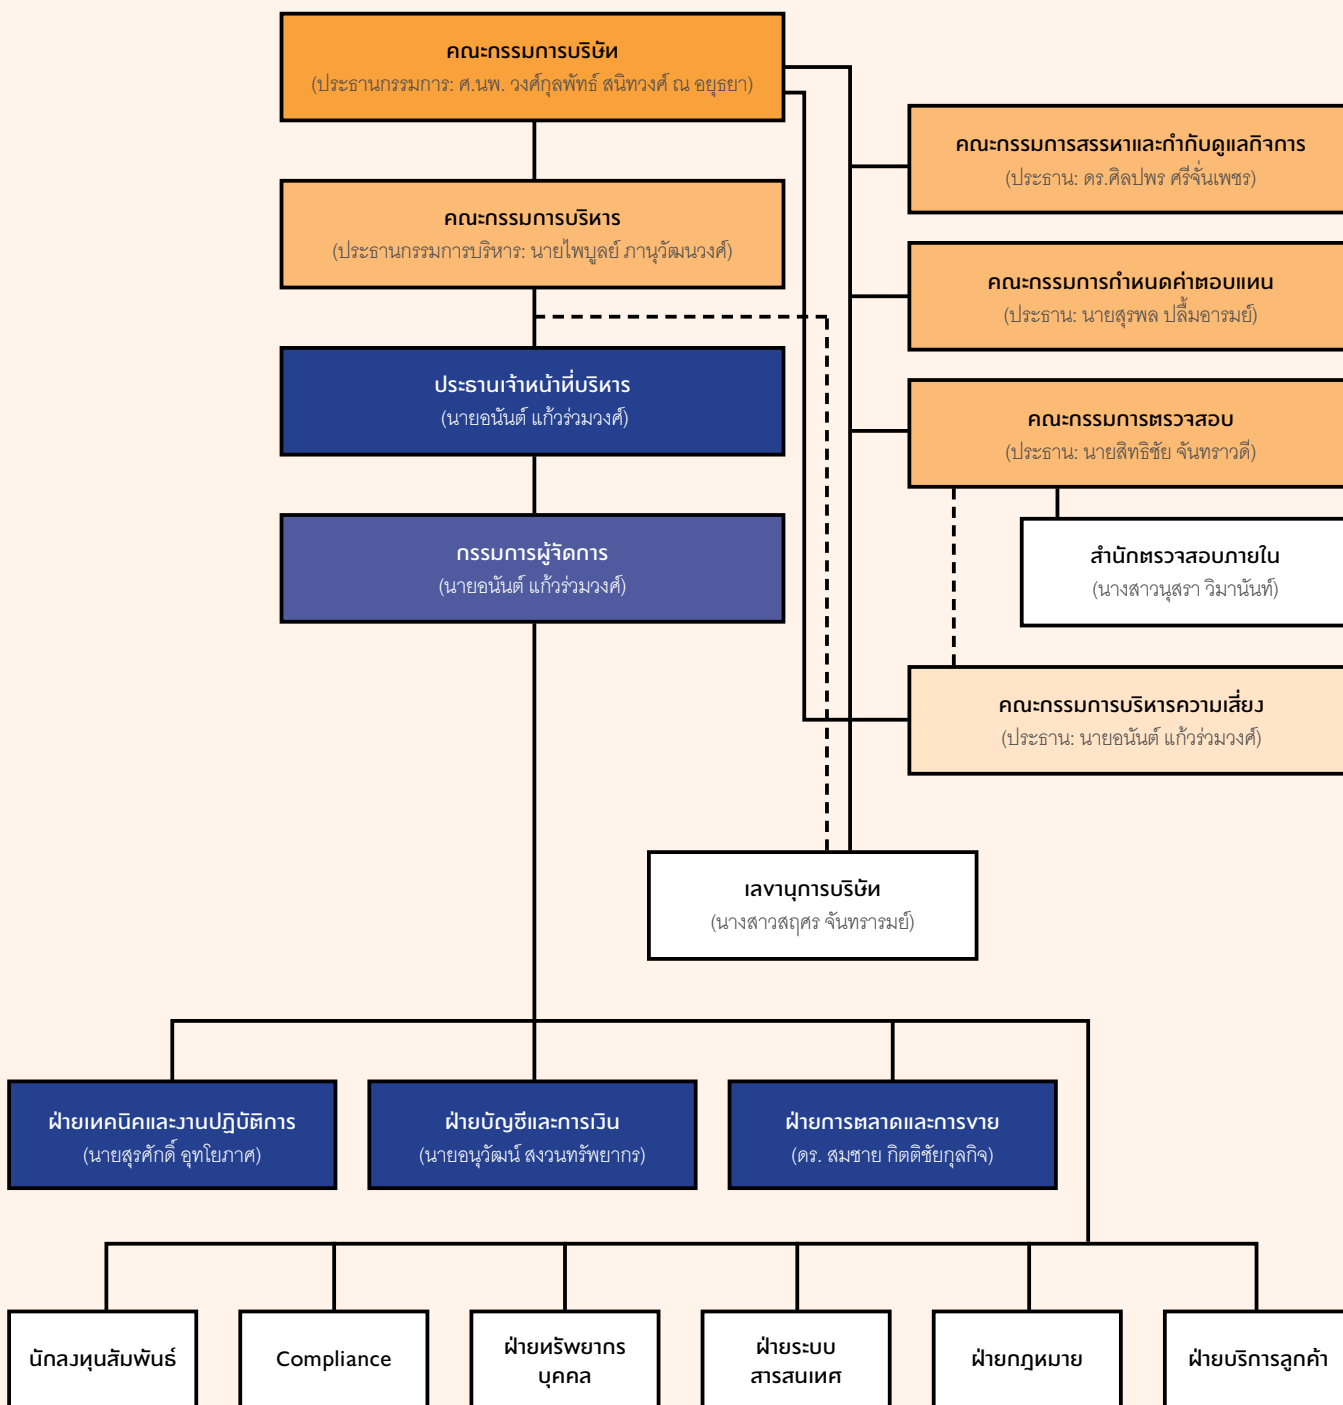 คณะกรรมการบริษัท
(ประธานกรรมการ: ศ.นพ. วงศ์กุลพัทธ์ สนิทวงศ์ ณ อยุธยา)
คณะกรรมการสรรหาและกำกับดูแลกิจการ
(ประธาน: ดร.ศิลปพร ศรีจั่นเพชร)
คณะกรรมการบริหาร
(ประธานกรรมการบริหาร: นายไพบูลย์ ภานุวัฒนวงศ์)
คณะกรรมการกำหนดค่าตอบแทน
(ประธาน: นายสุรพล ปลื้มอารมย์)
ประธานเจ้าหน้าที่บริหาร
(นายอนันต์ แก้วร่วมวงศ์)
คณะกรรมการตรวจสอบ
(ประธาน: นายสิทธิชัย จันทราวดี)
กรรมการผู้จัดการ
(นายอนันต์ แก้วร่วมวงศ์)
สำนักตรวจสอบภายใน
(นางสาวนุสรา วิมานันท์)
คณะกรรมการบริหารความเสี่ยง
(ประธาน: นายอนันต์ แก้วร่วมวงศ์)
เลขานุการบริษัท
(นางสาวสฤศร จันทรารมย์)
ฝ่ายเทคนิคและงานปฏิบัติการ
(นายสุรศักดิ์ อุทโยภาศ)
ฝ่ายบัญชีและการเงิน
(นายอนุวัฒน์ สงวนทรัพยากร)
ฝ่ายการตลาดและการขาย
(ดร. สมชาย กิตติชัยกุลกิจ)
นักลงทุนสัมพันธ์
Compliance
ฝ่ายทรัพยากร
บุคคล
ฝ่ายระบบ
สารสนเทศ
ฝ่ายกฎหมาย
ฝ่ายบริการลูกค้า